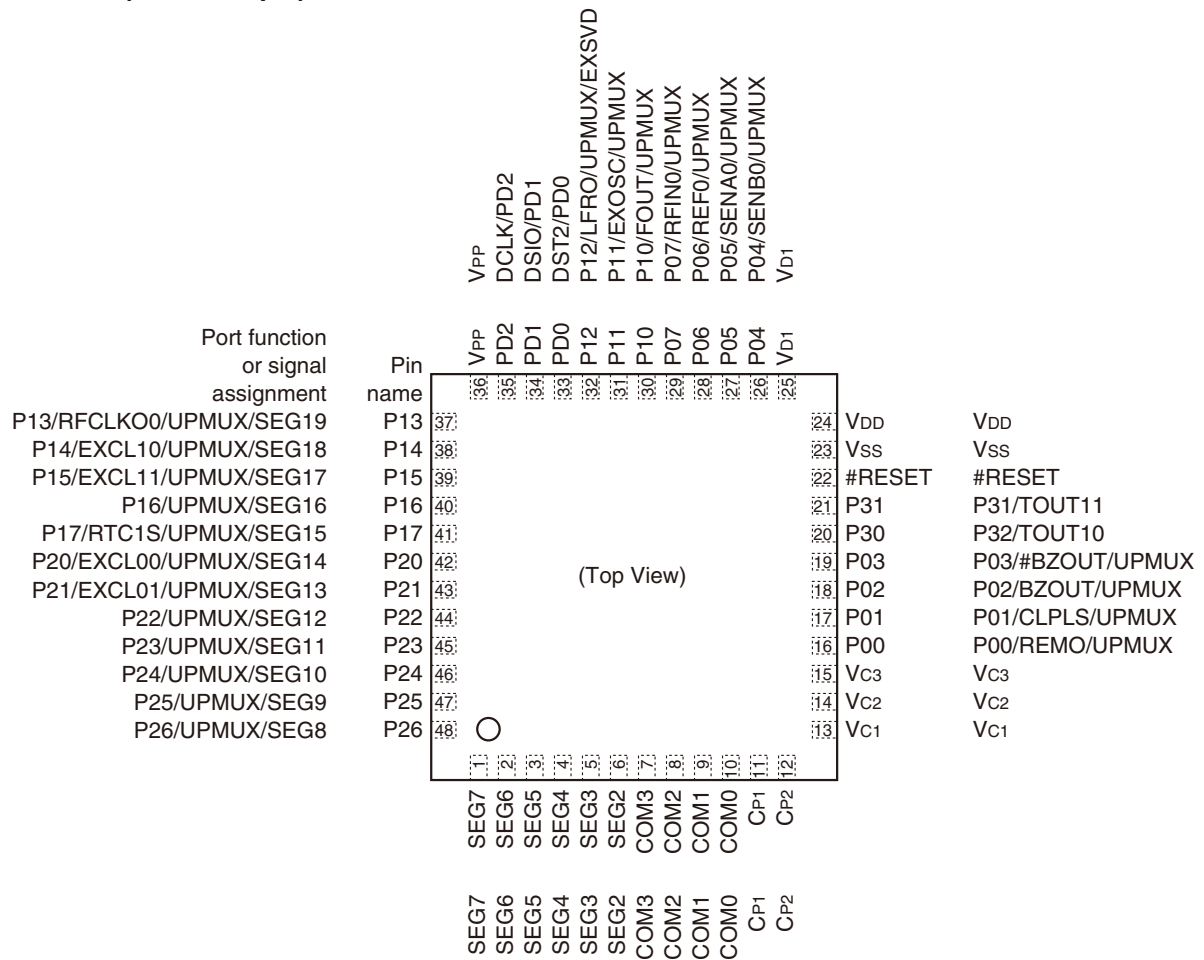 VPP
DCLK/PD2
DSIO/PD1
DST2/PD0
P12/LFRO/UPMUX/EXSVD
P11/EXOSC/UPMUX
P10/FOUT/UPMUX
P07/RFIN0/UPMUX
P06/REF0/UPMUX
P05/SENA0/UPMUX
P04/SENB0/UPMUX
VD1
VPP
PD2
PD1
PD0
P12
P11
P10
P07
P06
P05
P04
VD1
Port function
or signal
assignment
Pin
name
36 35 34 33 32 31 30 29 28 27 26 25
P13/RFCLKO0/UPMUX/SEG19 P13 37
P14/EXCL10/UPMUX/SEG18 P14 38
P15/EXCL11/UPMUX/SEG17 P15 39
P16/UPMUX/SEG16 P16 40
P17/RTC1S/UPMUX/SEG15 P17 41
P20/EXCL00/UPMUX/SEG14 P20 42
P21/EXCL01/UPMUX/SEG13 P21 43
P22/UPMUX/SEG12 P22 44
P23/UPMUX/SEG11 P23 45
P24/UPMUX/SEG10 P24 46
P25/UPMUX/SEG9 P25 47
P26/UPMUX/SEG8 P26 48
(Top View)
24 VDD VDD
23 VSS VSS
22 #RESET #RESET
21 P31 P31/TOUT11
20 P30 P32/TOUT10
19 P03 P03/#BZOUT/UPMUX
18 P02 P02/BZOUT/UPMUX
17 P01 P01/CLPLS/UPMUX
16 P00 P00/REMO/UPMUX
15 VC3 VC3
14 VC2 VC2
13 VC1 VC1
1 2 3 4 5 6 7 8 9 10 11 12
SEG7
SEG6
SEG5
SEG4
SEG3
SEG2
COM3
COM2
COM1
COM0
CP1
CP2
SEG7
SEG6
SEG5
SEG4
SEG3
SEG2
COM3
COM2
COM1
COM0
CP1
CP2